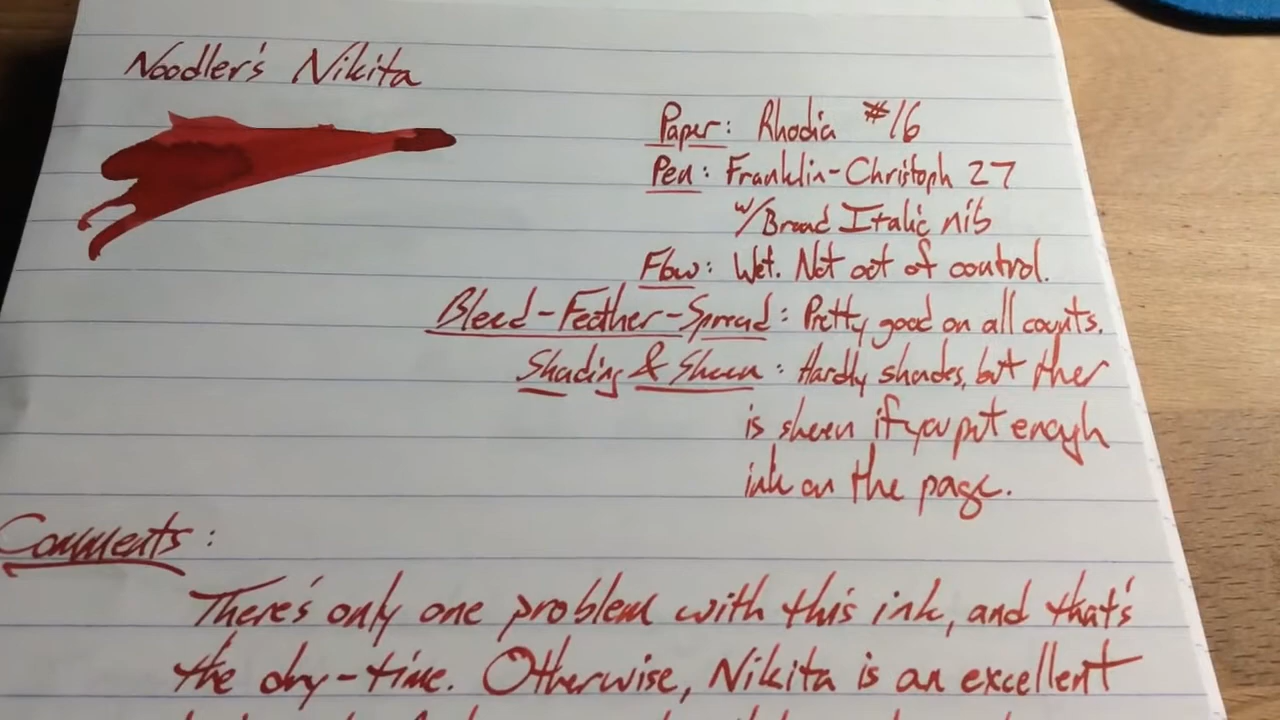 Noodler's Nikita
Paper: Rhodia #16
Pen: Franklin-Christoph 27
w/Broad Italic nib
Flow: Wet. Not out of control.
Bleed-Feather-Spread: Pretty good on all counts.
Shading & Sheen: Hardly shades, but ther
is sheen if you put enough
ink on the page.
Comments:
There's only one problem with this ink, and that's
the dry-time. Otherwise, Nikita is an excellent